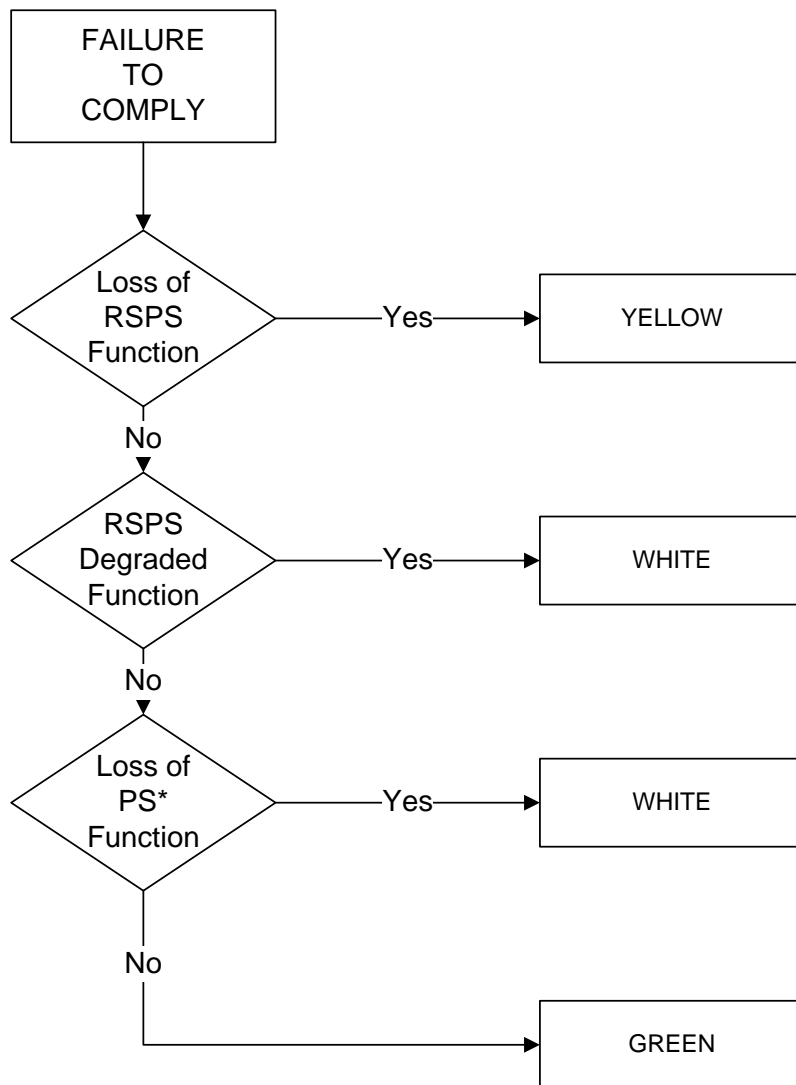 FAILURE
TO
COMPLY
Loss of
RSPS
Function
Yes
YELLOW
No
RSPS
Degraded
Function
Yes
WHITE
No
Loss of
PS*
Function
Yes
WHITE
No
GREEN